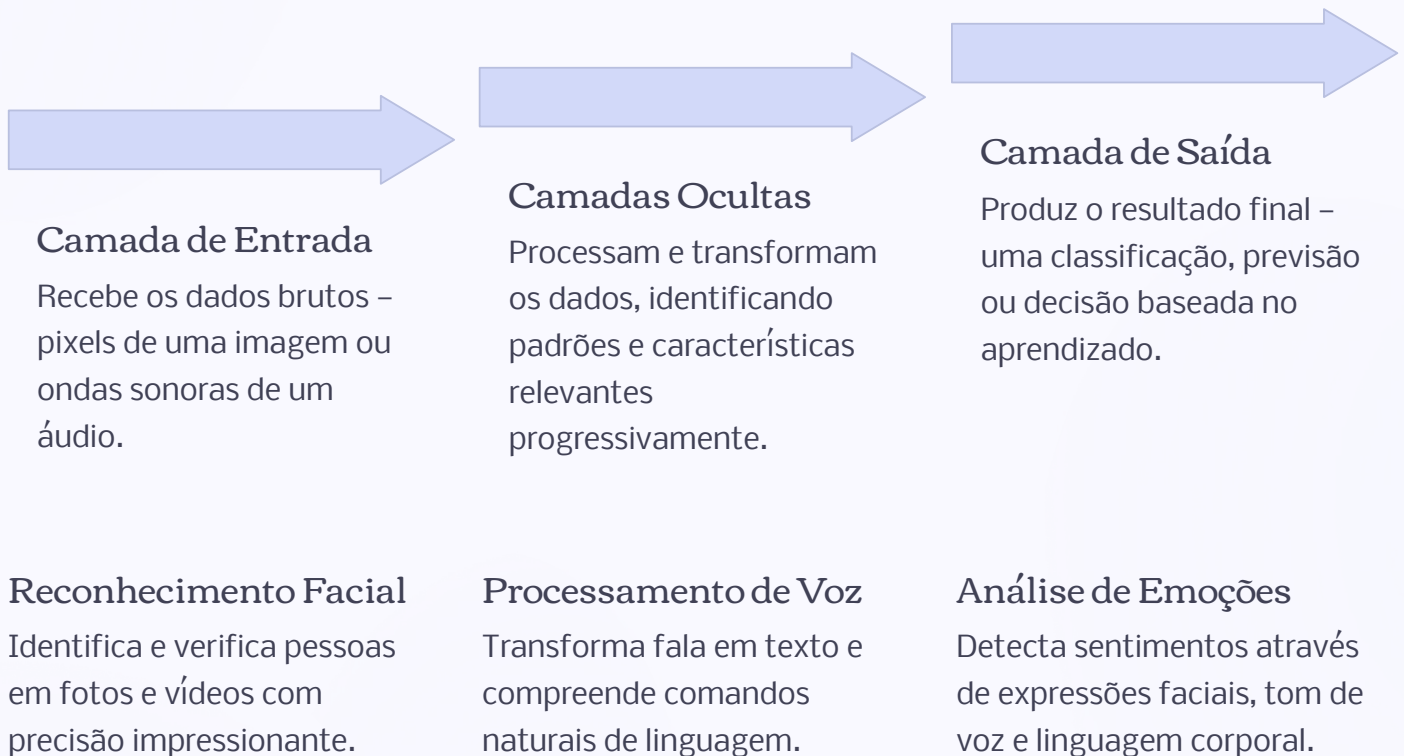 Camada de Entrada
Recebe os dados brutos –
pixels de uma imagem ou
ondas sonoras de um
áudio.
Camadas Ocultas
Processam e transformam
os dados, identificando
padrões e características
relevantes
progressivamente.
Camada de Saída
Produz o resultado final –
uma classificação, previsão
ou decisão baseada no
aprendizado.
Reconhecimento Facial
Identifica e verifica pessoas
em fotos e vídeos com
precisão impressionante.
Processamento de Voz
Transforma fala em texto e
compreende comandos
naturais de linguagem.
Análise de Emoções
Detecta sentimentos através
de expressões faciais, tom de
voz e linguagem corporal.